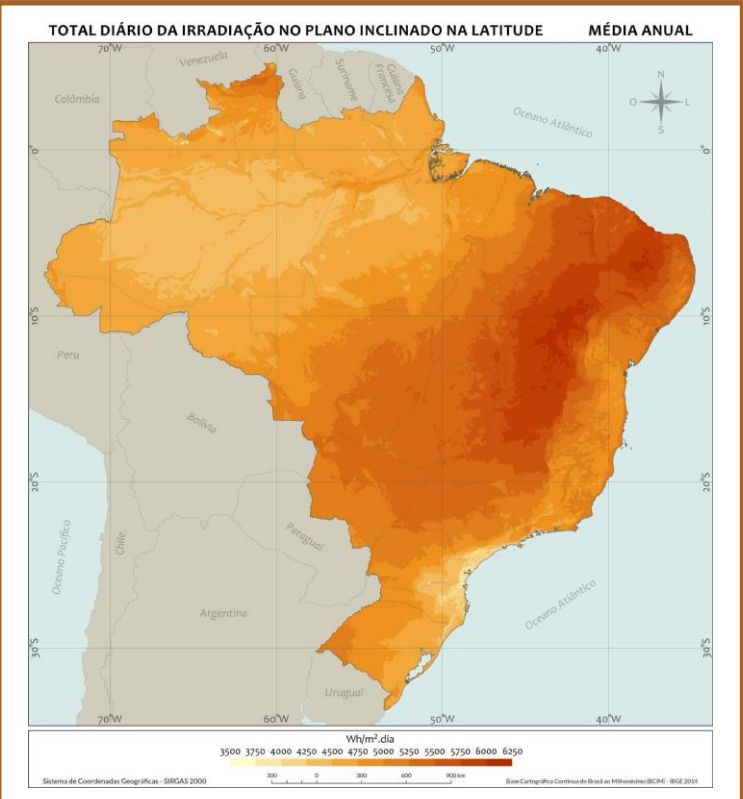 TOTAL DIÁRIO DA IRRADIAÇÃO NO PLANO INCLINADO NA LATITUDE MÉDIA ANUAL
70°W 60°W 50°W 40°W
Venezuela
Colômbia
Guiana
Suriname
Guiana
Francesa
Oceano Atlântico
N
O L
S
0° 0°
10°S 10°S
Peru
Bolívia
20°S 20°S
Oceano Pacífico
Chile
Paraguai
Argentina
Oceano Atlântico
30°S 30°S
Uruguai
70°W 60°W 50°W 40°W
Wh/m².dia
3500 3750 4000 4250 4500 4750 5000 5250 5500 5750 6000 6250
300 0 300 600 900 km
Sistema de Coordenadas Geográficas - SIRGAS 2000
Base Cartográfica Contínua do Brasil ao Milionésimo (BCIM) - IBGE 2014